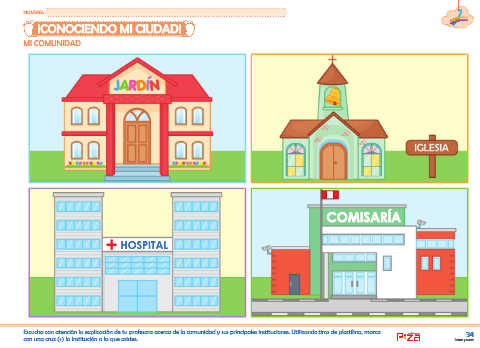 NOMBRE:
¡CONOCIENDO MI CIUDAD!
MI COMUNIDAD
JARDÍN
IGLESIA
HOSPITAL
COMISARÍA
Escucha con atención la explicación de tu profesora acerca de la comunidad y sus principales instituciones. Utilizando tiras de plastilina, marca
con una cruz (x) la institución a la que asistes.
34